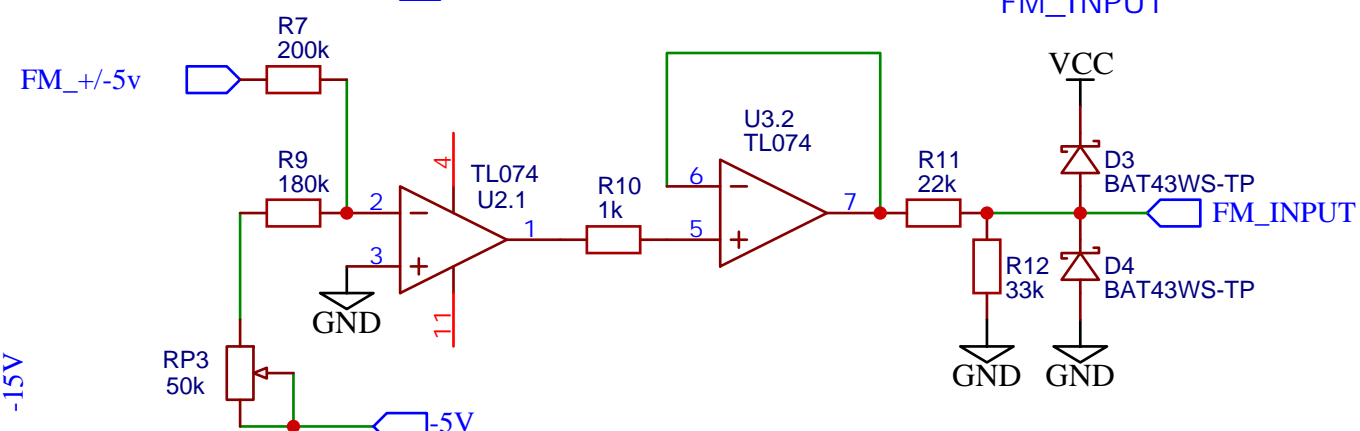 FM_INPUT
R7
200k
FM_+/-5v
VCC
U3.2
TL074
4
R9
180k
TL074
U2.1
R10
1k
6
7
R11
22k
D3
BAT43WS-TP
2
1
5
FM_INPUT
3
GND
11
R12
33k
D4
BAT43WS-TP
RP3
50k
GND
GND
-15V
-5V